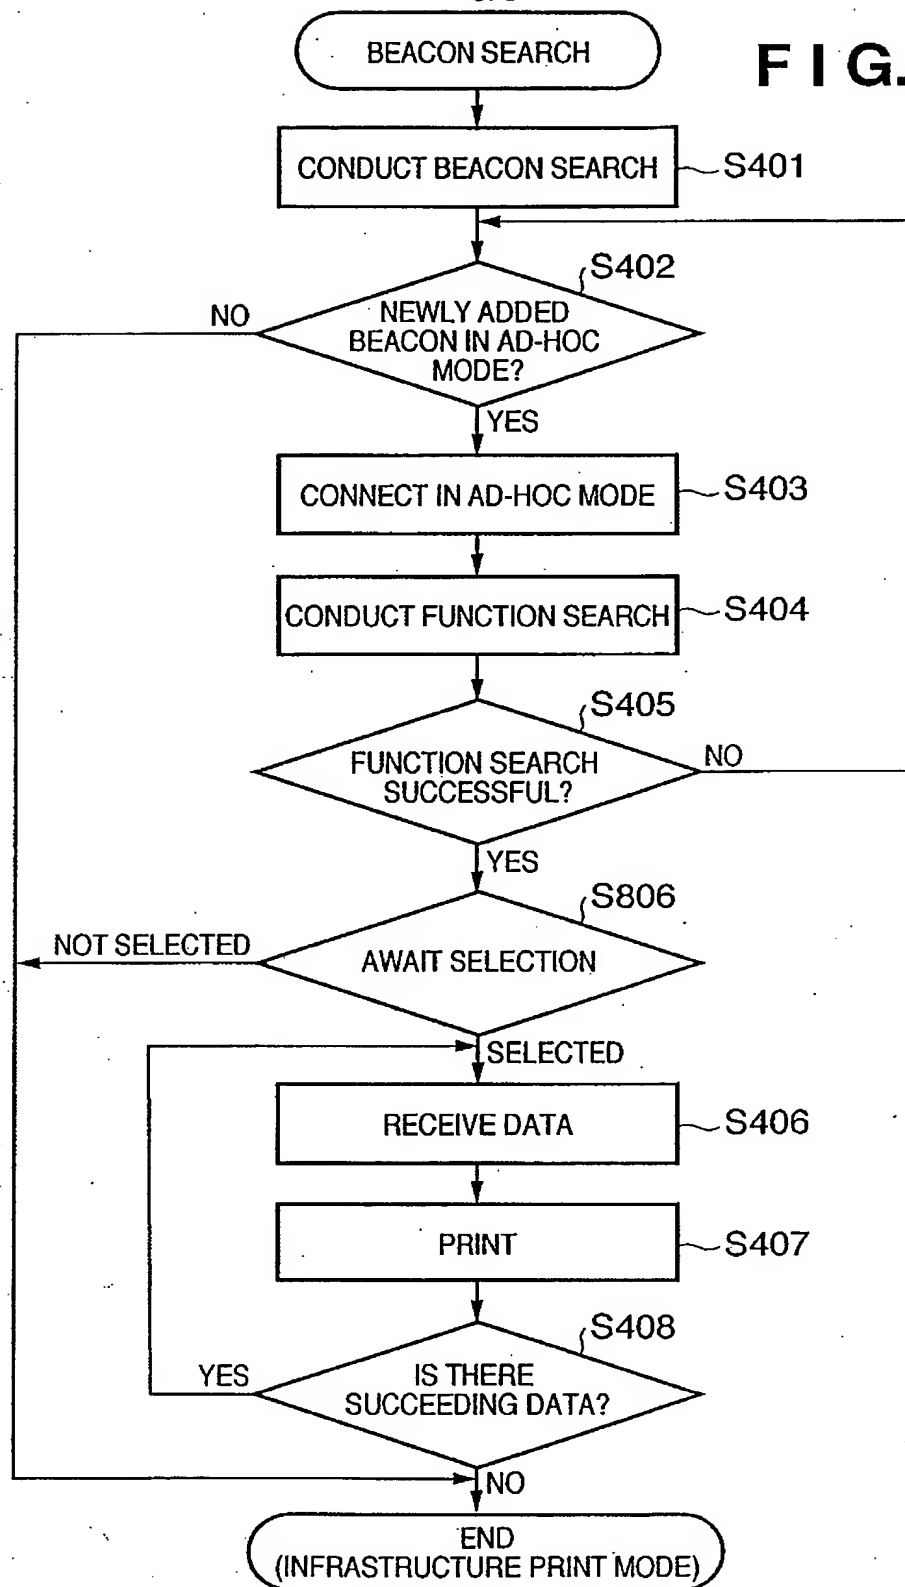 BEACON SEARCH
FIG.
CONDUCT BEACON SEARCH
S401
S402
NO
NEWLY ADDED
BEACON IN AD-HOC
MODE?
YES
CONNECT IN AD-HOC MODE
S403
CONDUCT FUNCTION SEARCH
S404
S405
NO
FUNCTION SEARCH
SUCCESSFUL?
YES
S806
NOT SELECTED
AWAIT SELECTION
SELECTED
RECEIVE DATA
S406
PRINT
S407
S408
YES
IS THERE
SUCCEEDING DATA?
NO
END
(INFRASTRUCTURE PRINT MODE)